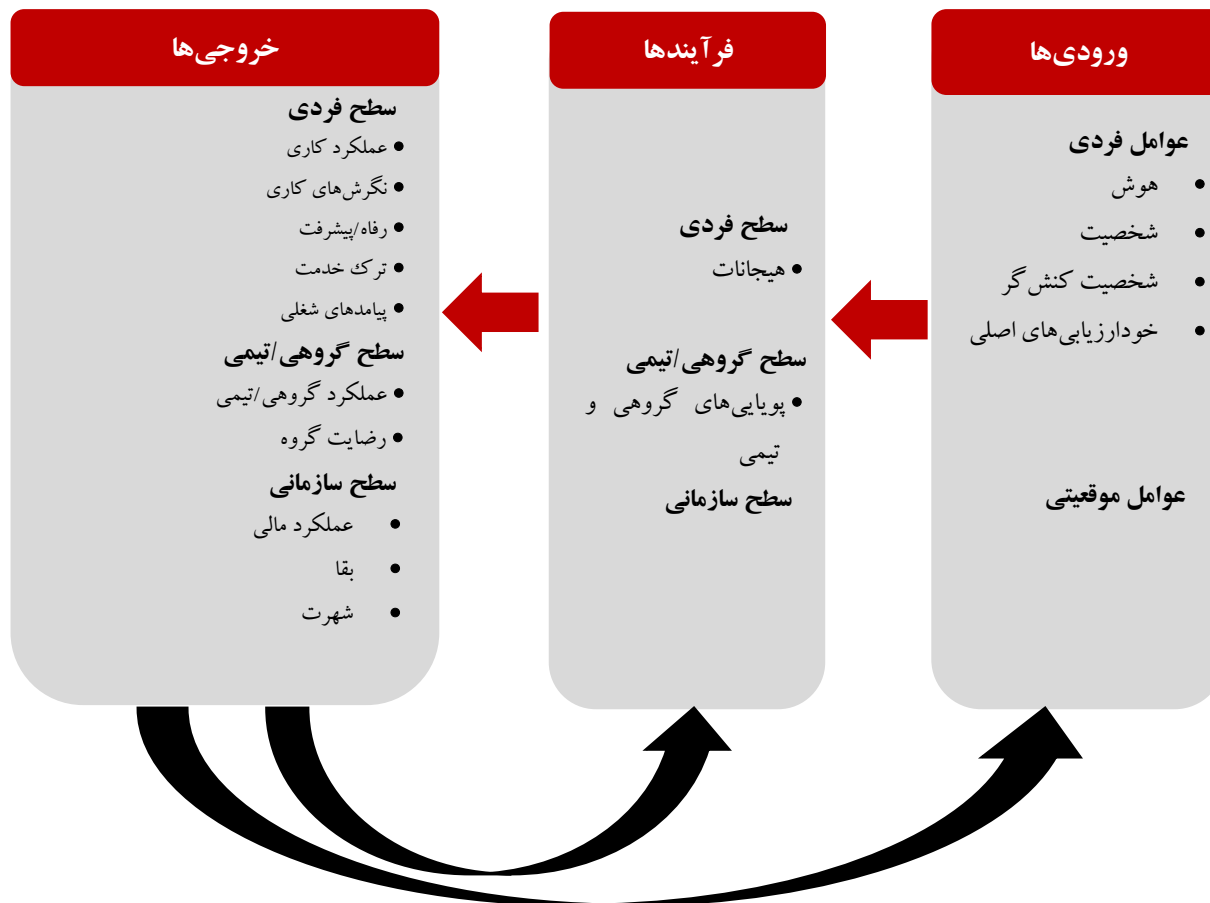 ورودی‌ها
عوامل فردی
• هوش
• شخصیت
• شخصیت کنش‌گر
• خودارزیابی‌های اصلی
عوامل موقعیتی
فرآیندها
سطح فردی
• هیجانات
سطح گروهی/تیمی
• پویایی‌های گروهی و
تیمی
سطح سازمانی
خروجی‌ها
سطح فردی
• عملکرد کاری
• نگرش‌های کاری
• رفاه/پیشرفت
• ترک خدمت
• پیامدهای شغلی
سطح گروهی/تیمی
• عملکرد گروهی/تیمی
• رضایت گروه
سطح سازمانی
• عملکرد مالی
• بقا
• شهرت